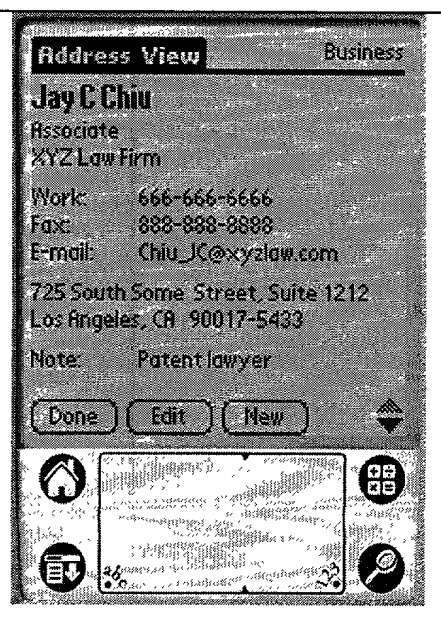 Address View Business
Jay C Chiu
Associate
XYZ Law Firm
Work: 666-666-6666
Fax: 888-888-8888
E-mail: Chiu_JC@xyzlaw.com
725 South Some Street, Suite 1212
Los Angeles, CA 90017-5433
Note: Patent lawyer
Done Edit New
abc 123